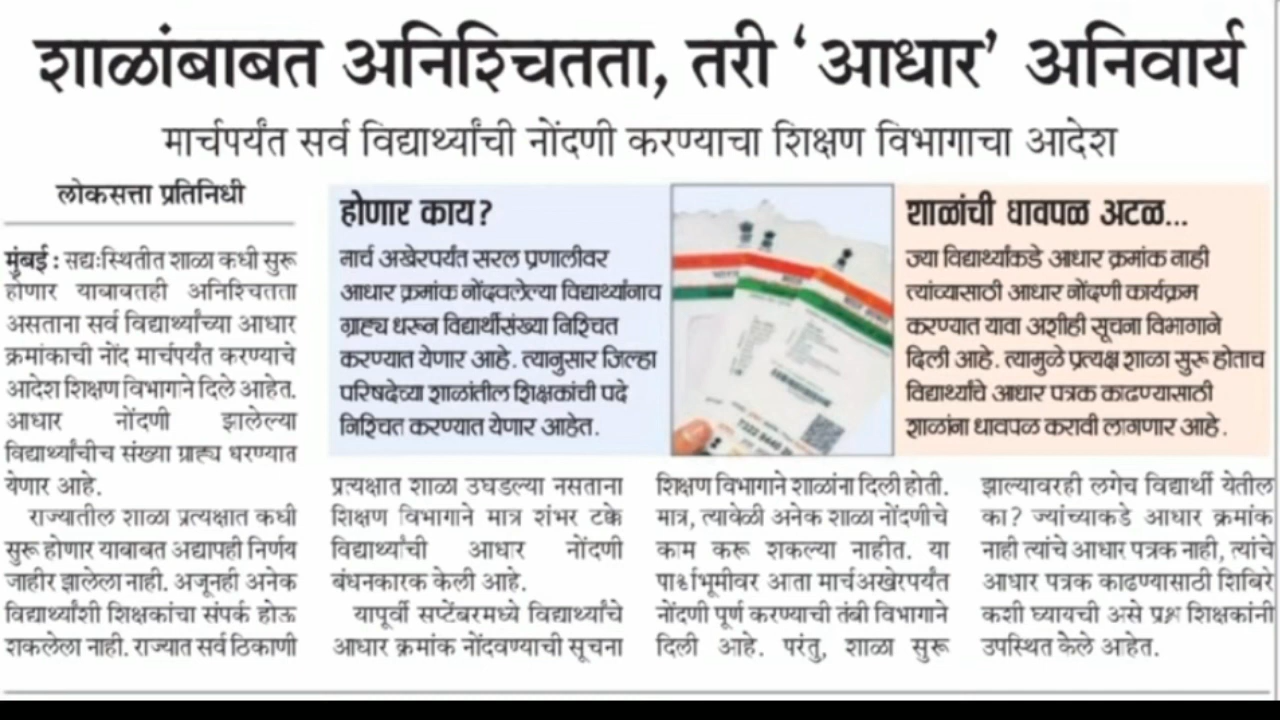 शाळांबाबत अनिश्चितता, तरी ‘आधार’ अनिवार्य
मार्चपर्यंत सर्व विद्यार्थ्यांची नोंदणी करण्याचा शिक्षण विभागाचा आदेश
लोकसत्ता प्रतिनिधी
मुंबई : सद्य:स्थितीत शाळा कधी सुरू
होणार याबाबतही अनिश्चितता
असताना सर्व विद्यार्थ्यांच्या आधार
क्रमांकाची नोंद मार्चपर्यंत करण्याचे
आदेश शिक्षण विभागाने दिले आहेत.
आधार नोंदणी झालेल्या
विद्यार्थ्यांचीच संख्या ग्राह्य धरण्यात
येणार आहे.
राज्यातील शाळा प्रत्यक्षात कधी
सुरू होणार याबाबत अद्यापही निर्णय
जाहीर झालेला नाही. अजूनही अनेक
विद्यार्थ्यांशी शिक्षकांचा संपर्क होऊ
शकलेला नाही. राज्यात सर्व ठिकाणी
होणार काय?
नार्च अखेरपर्यंत सरल प्रणालीवर
आधार क्रमांक नोंदवलेल्या विद्यार्थ्यांनाच
ग्राह्य धरून विद्यार्थीसंख्या निश्चित
करण्यात येणार आहे. त्यानुसार जिल्हा
परिषदेच्या शाळांतील शिक्षकांची पदे
निश्चित करण्यात येणार आहेत.
शाळांची धावपळ अटळ...
ज्या विद्यार्थ्यांकडे आधार क्रमांक नाही
त्यांच्यासाठी आधार नोंदणी कार्यक्रम
करण्यात यावा अशीही सूचना विभागाने
दिली आहे. त्यामुळे प्रत्यक्ष शाळा सुरू होताच
विद्यार्थ्यांचे आधार पत्रक काढण्यासाठी
शाळांना धावपळ करावी लागणार आहे.
प्रत्यक्षात शाळा उघडल्या नसताना
शिक्षण विभागाने मात्र शंभर टक्के
विद्यार्थ्यांची आधार नोंदणी
बंधनकारक केली आहे.
यापूर्वी सप्टेंबरमध्ये विद्यार्थ्यांचे
आधार क्रमांक नोंदवण्याची सूचना
शिक्षण विभागाने शाळांना दिली होती.
मात्र, त्यावेळी अनेक शाळा नोंदणीचे
काम करू शकल्या नाहीत. या
पार्श्वभूमीवर आता मार्चअखेरपर्यंत
नोंदणी पूर्ण करण्याची तंबी विभागाने
दिली आहे. परंतु, शाळा सुरू
झाल्यावरही लगेच विद्यार्थी येतील
का? ज्यांच्याकडे आधार क्रमांक
नाही त्यांचे आधार पत्रक नाही, त्यांचे
आधार पत्रक काढण्यासाठी शिबिरे
कशी घ्यायची असे प्रश्न शिक्षकांनी
उपस्थित केले आहेत.